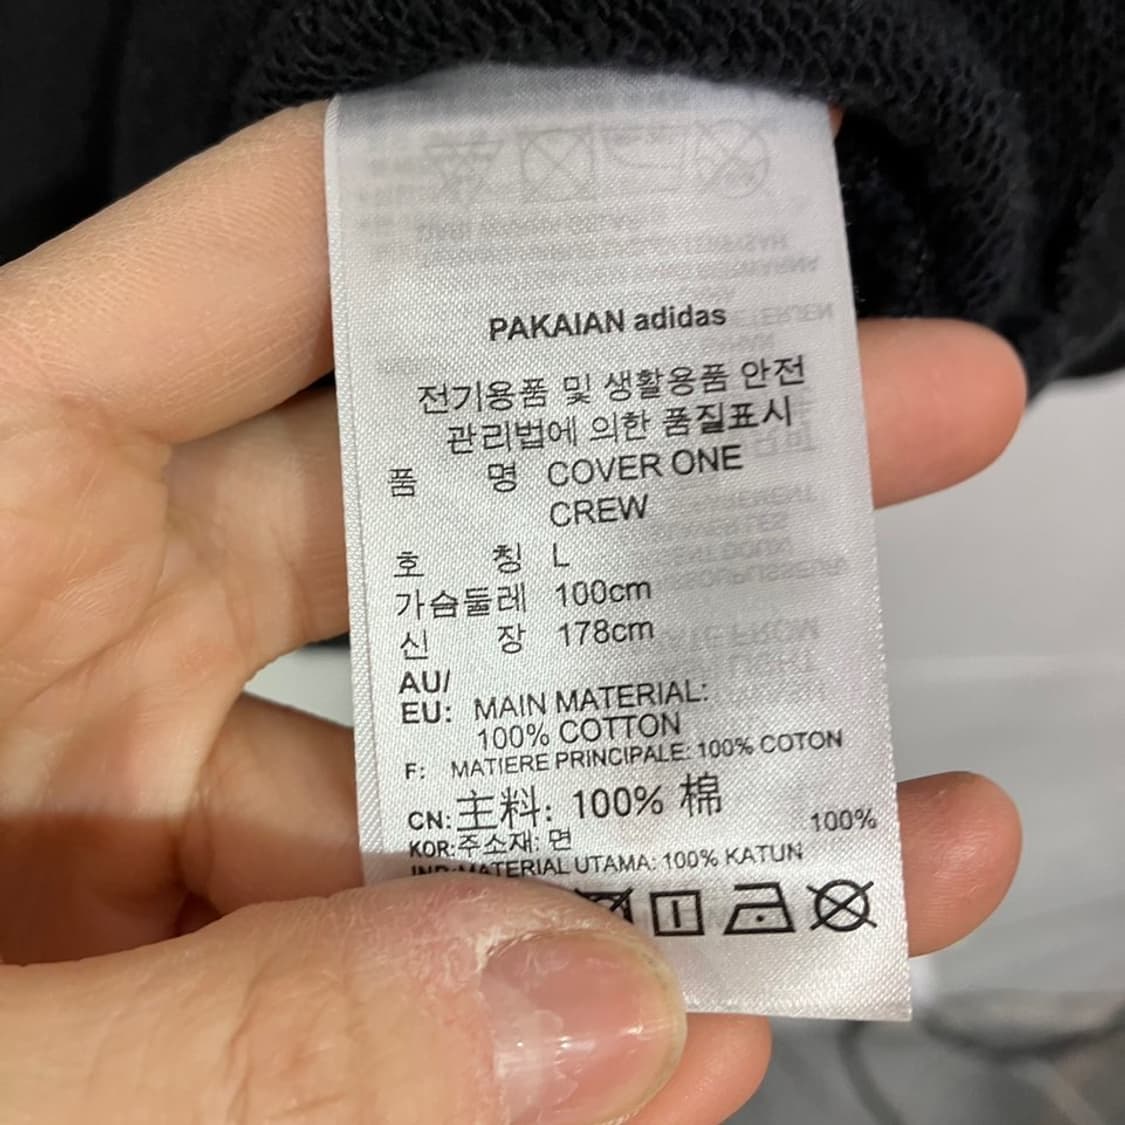 PAKAIAN adidas
전기용품 및 생활용품 안전
관리법에 의한 품질표시
품 명 COVER ONE
CREW
호 칭 L
가슴둘레 100cm
신 장 178cm
AU/
EU: MAIN MATERIAL:
100% COTTON
F: MATIERE PRINCIPALE: 100% COTON
CN: 主料: 100% 棉
KOR: 주소재: 면 100%
IND: MATERIAL UTAMA: 100% KATUN